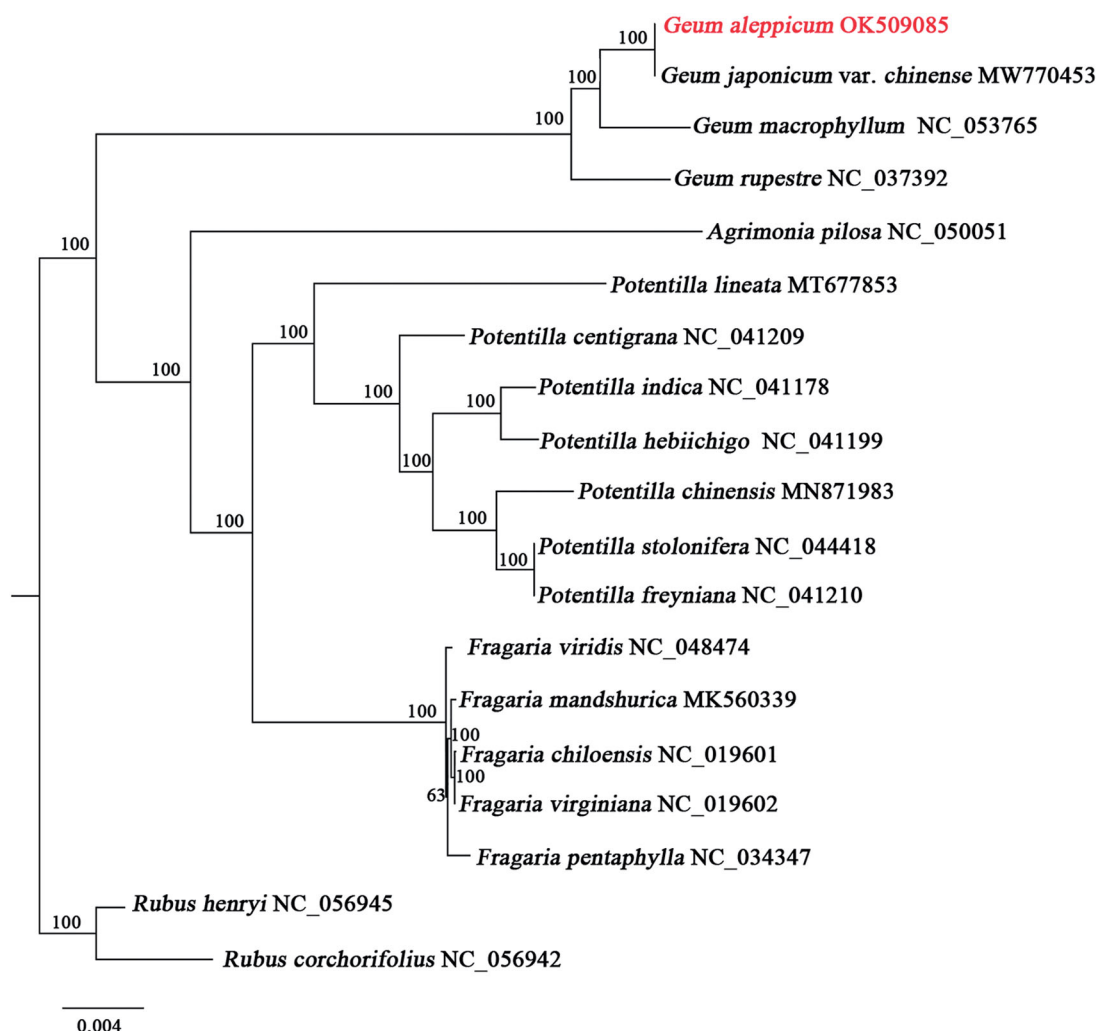 Geum aleppicum OK509085
100
Geum japonicum var. chinense MW770453
100
Geum macrophyllum NC_053765
100
Geum rupestre NC_037392
Agrimonia pilosa NC_050051
100
Potentilla lineata MT677853
100
Potentilla centigrana NC_041209
100
Potentilla indica NC_041178
100
100
Potentilla hebiichigo NC_041199
100
Potentilla chinensis MN871983
100
100
Potentilla stolonifera NC_044418
100
Potentilla freyniana NC_041210
Fragaria viridis NC_048474
Fragaria mandshurica MK560339
100
100
Fragaria chiloensis NC_019601
100
63
Fragaria virginiana NC_019602
Fragaria pentaphylla NC_034347
Rubus henryi NC_056945
100
Rubus corchorifolius NC_056942
0.004